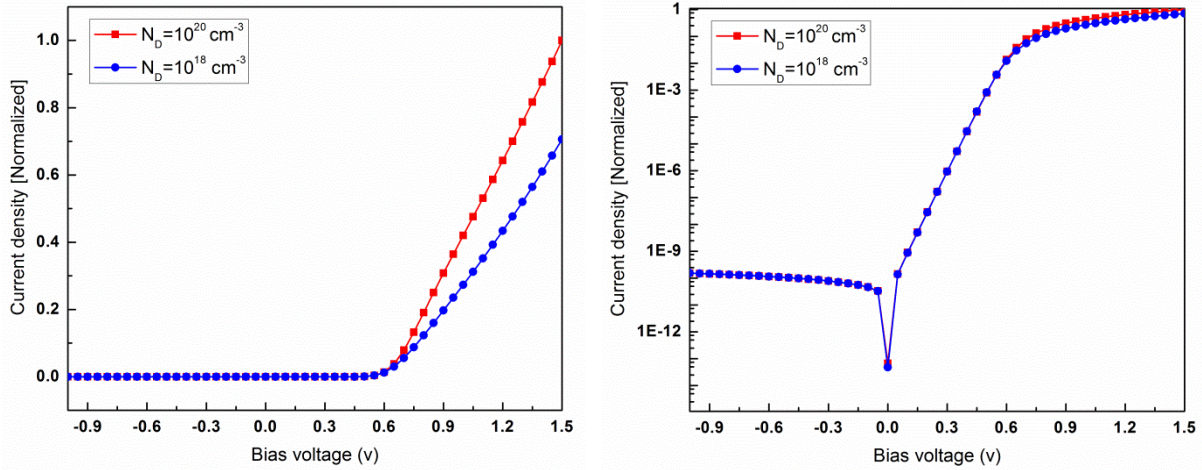 N_D=10^20 cm^-3
N_D=10^18 cm^-3
Current density [Normalized]
1.0
0.8
0.6
0.4
0.2
0.0
-0.9 -0.6 -0.3 0.0 0.3 0.6 0.9 1.2 1.5
Bias voltage (v)
N_D=10^20 cm^-3
N_D=10^18 cm^-3
Current density [Normalized]
1
1E-3
1E-6
1E-9
1E-12
-0.9 -0.6 -0.3 0.0 0.3 0.6 0.9 1.2 1.5
Bias voltage (v)